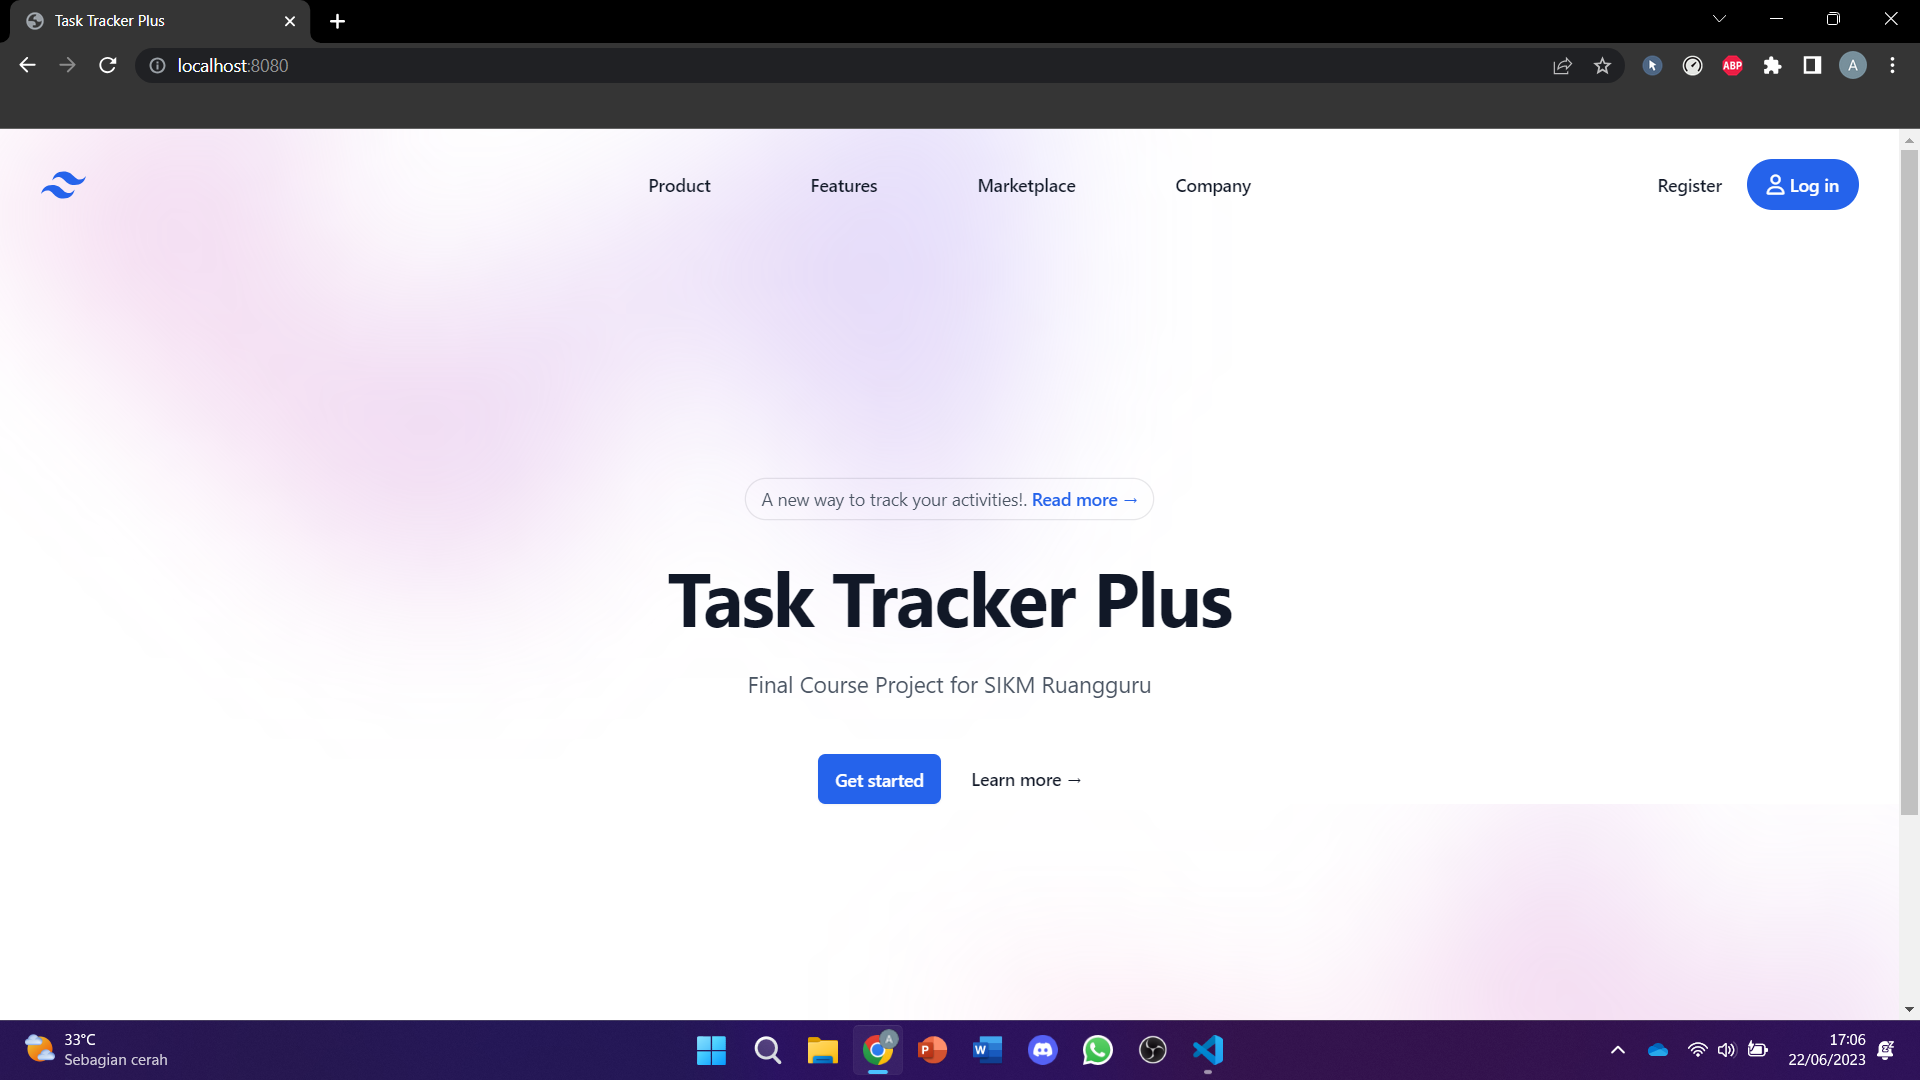 Task Tracker Plus
localhost:8080
ABP
A
Product Features Marketplace Company Register Log in
A new way to track your activities!. Read more →
Task Tracker Plus
Final Course Project for SIKM Ruangguru
Get started Learn more →
33°C
Sebagian cerah
A
P
W
17:06
22/06/2023